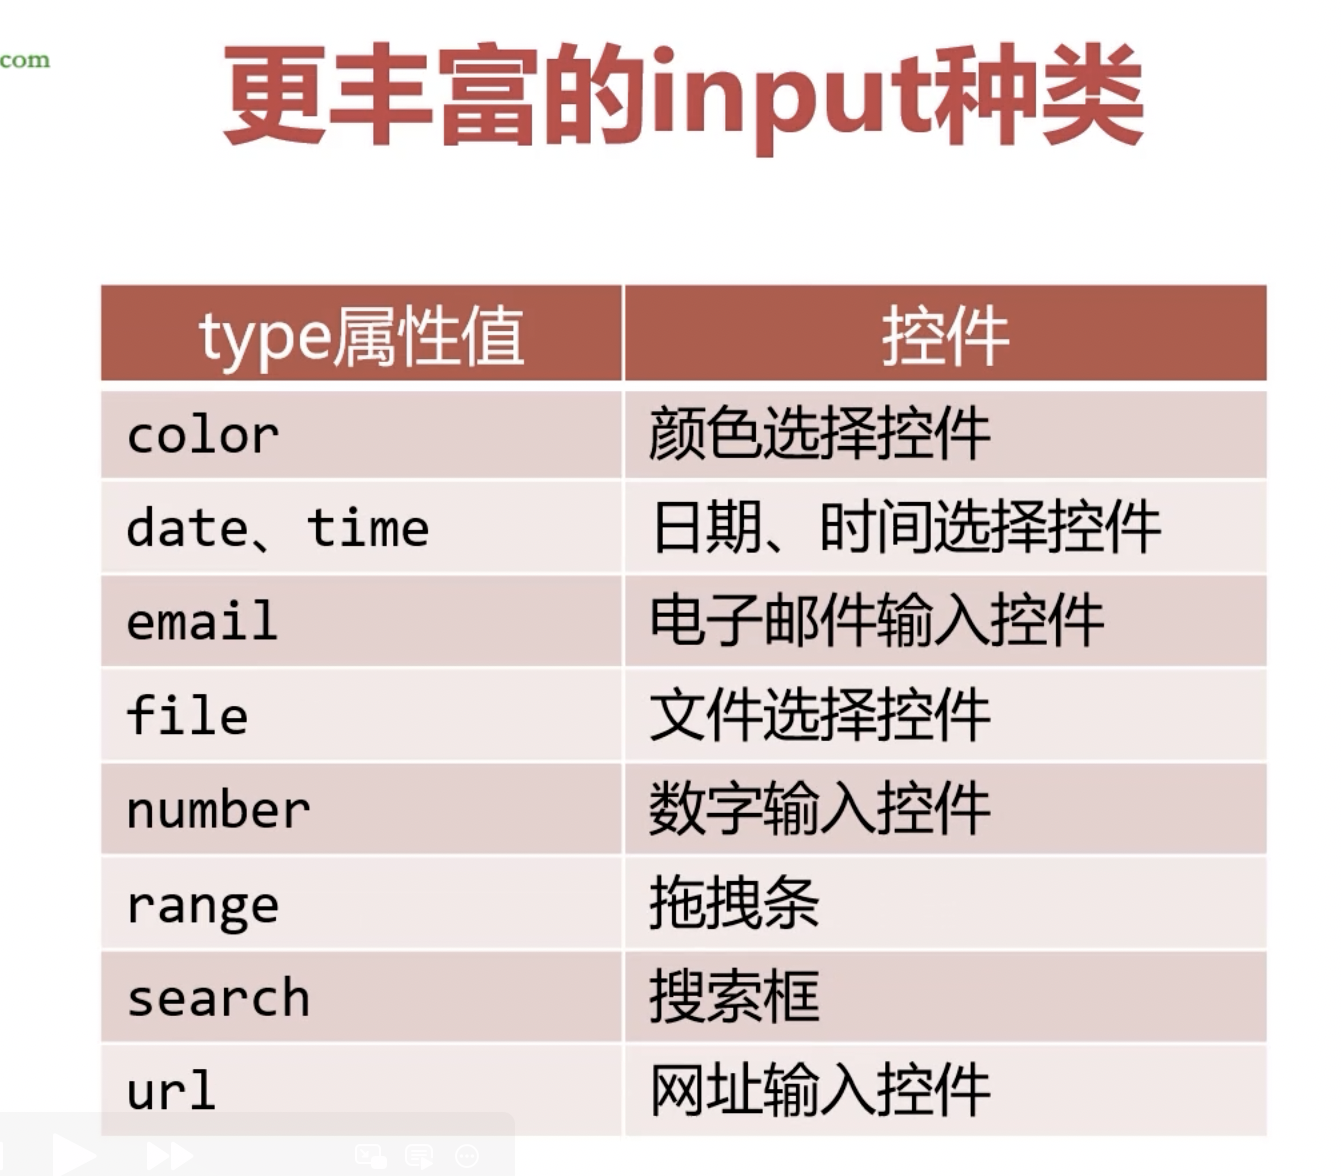 com
更丰富的input种类
type属性值 控件
color 颜色选择控件
date、time 日期、时间选择控件
email 电子邮件输入控件
file 文件选择控件
number 数字输入控件
range 拖拽条
search 搜索框
url 网址输入控件